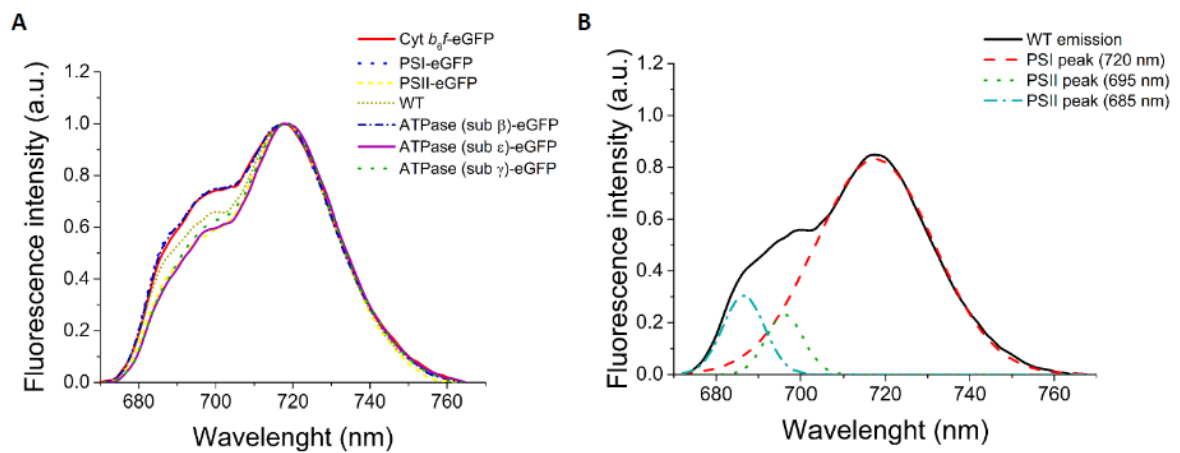 A
Cyt b₆f-eGFP
PSI-eGFP
PSII-eGFP
WT
ATPase (sub β)-eGFP
ATPase (sub ε)-eGFP
ATPase (sub γ)-eGFP
Fluorescence intensity (a.u.)
1.2
1.0
0.8
0.6
0.4
0.2
0.0
680 700 720 740 760
Wavelenght (nm)
B
WT emission
PSI peak (720 nm)
PSII peak (695 nm)
PSII peak (685 nm)
Fluorescence intensity (a.u.)
1.2
1.0
0.8
0.6
0.4
0.2
0.0
680 700 720 740 760
Wavelenght (nm)